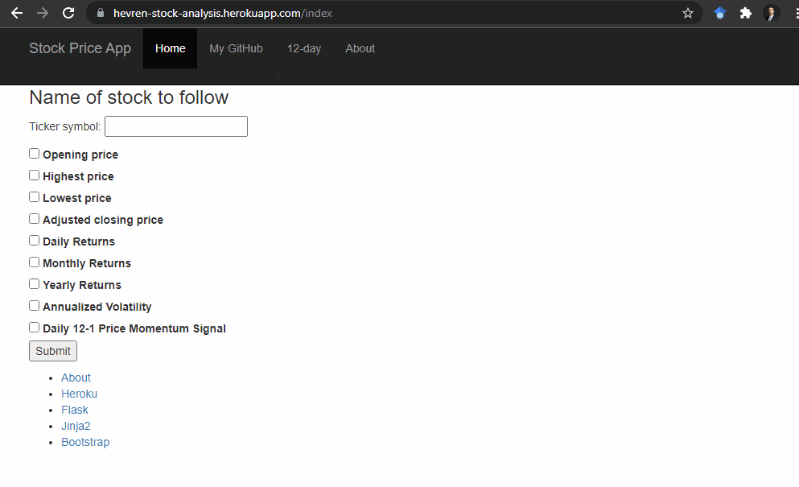 hevren-stock-analysis.herokuapp.com/index
Stock Price App Home My GitHub 12-day About
Name of stock to follow
Ticker symbol:
Opening price
Highest price
Lowest price
Adjusted closing price
Daily Returns
Monthly Returns
Yearly Returns
Annualized Volatility
Daily 12-1 Price Momentum Signal
Submit
About
Heroku
Flask
Jinja2
Bootstrap